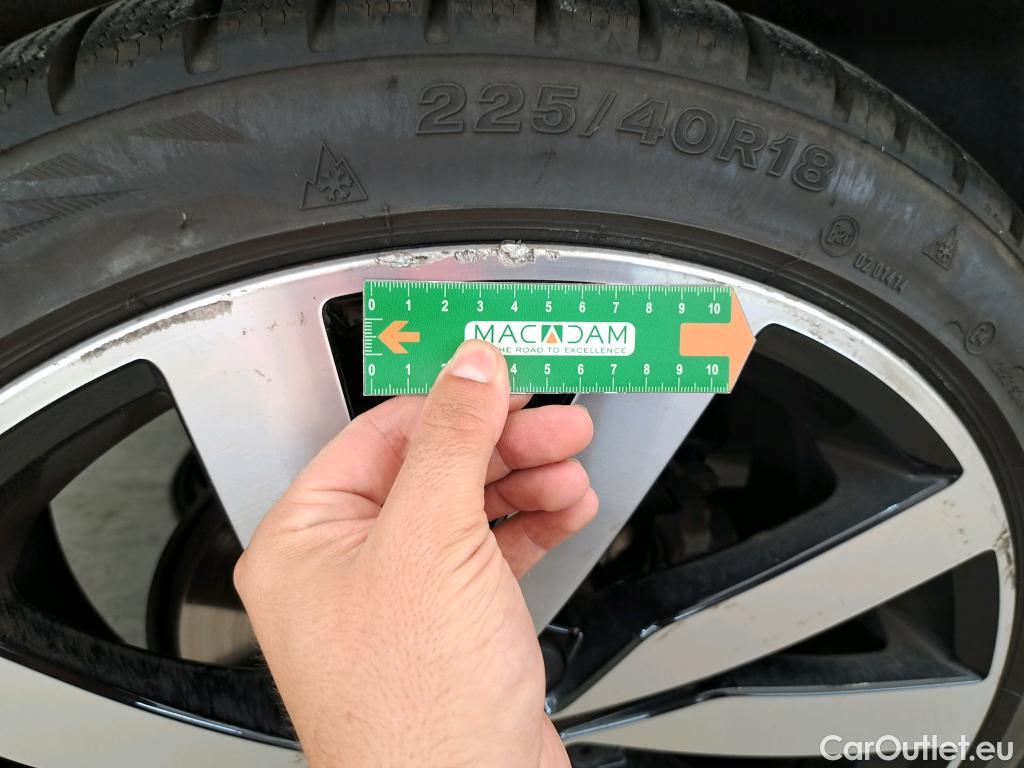 225/40R18
020714
0 1 2 3 4 5 6 7 8 9 10
MACADAM
THE ROAD TO EXCELLENCE
0 1 2 4 5 6 7 8 9 10
CarOutlet.eu